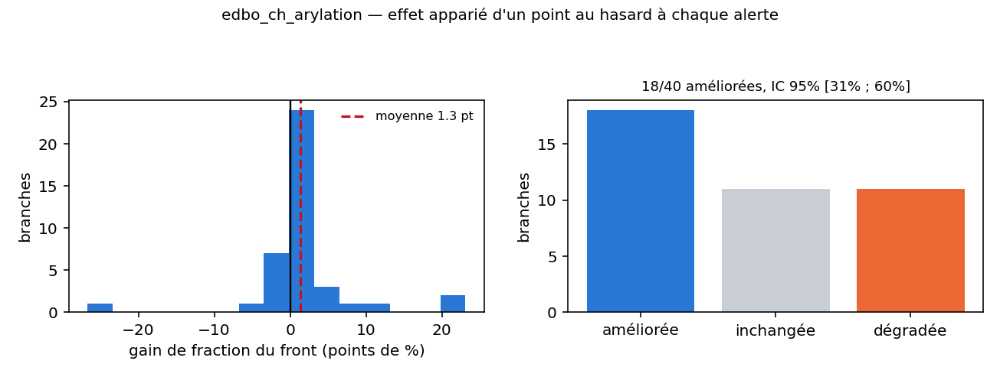 edbo_ch_arylation — effet apparié d'un point au hasard à chaque alerte
25
20
15
10
5
0
branches
−20
−10
0
10
20
gain de fraction du front (points de %)
moyenne 1.3 pt
18/40 améliorées, IC 95% [31% ; 60%]
15
10
5
0
branches
améliorée
inchangée
dégradée